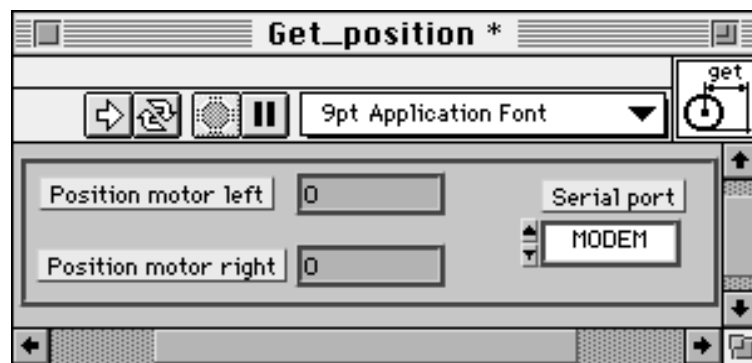 Get_position *
get
9pt Application Font
Position motor left 0
Serial port
MODEM
Position motor right 0